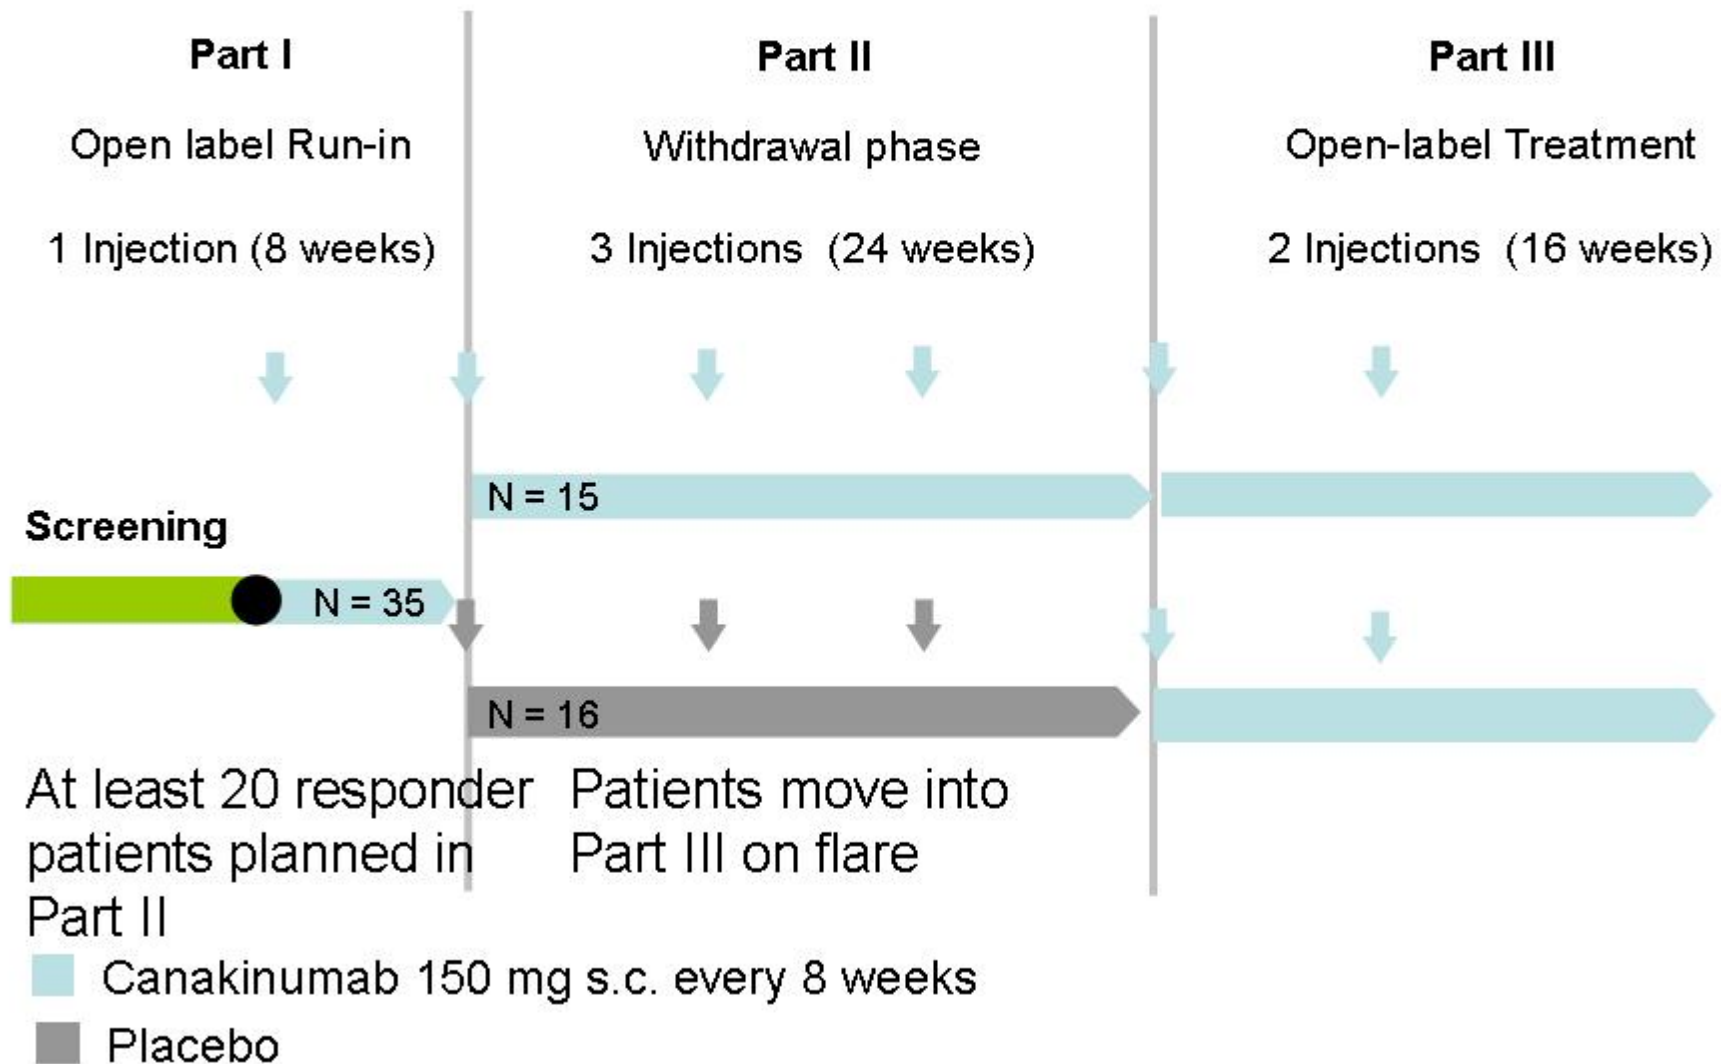 Part I
Open label Run-in
1 Injection (8 weeks)
Part II
Withdrawal phase
3 Injections  (24 weeks)
Part III
Open-label Treatment
2 Injections  (16 weeks)
N = 15
Screening
N = 35
N = 16
At least 20 responder
patients planned in
Part II
Patients move into
Part III on flare
Canakinumab 150 mg s.c. every 8 weeks
Placebo